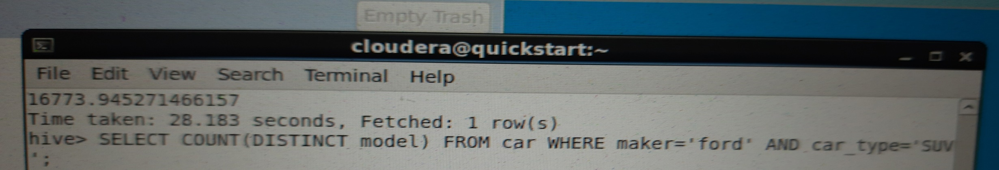 Empty Trash
cloudera@quickstart:~
File Edit View Search Terminal Help
16773.945271466157
Time taken: 28.183 seconds, Fetched: 1 row(s)
hive> SELECT COUNT(DISTINCT model) FROM car WHERE maker='ford' AND car_type='SUV
';